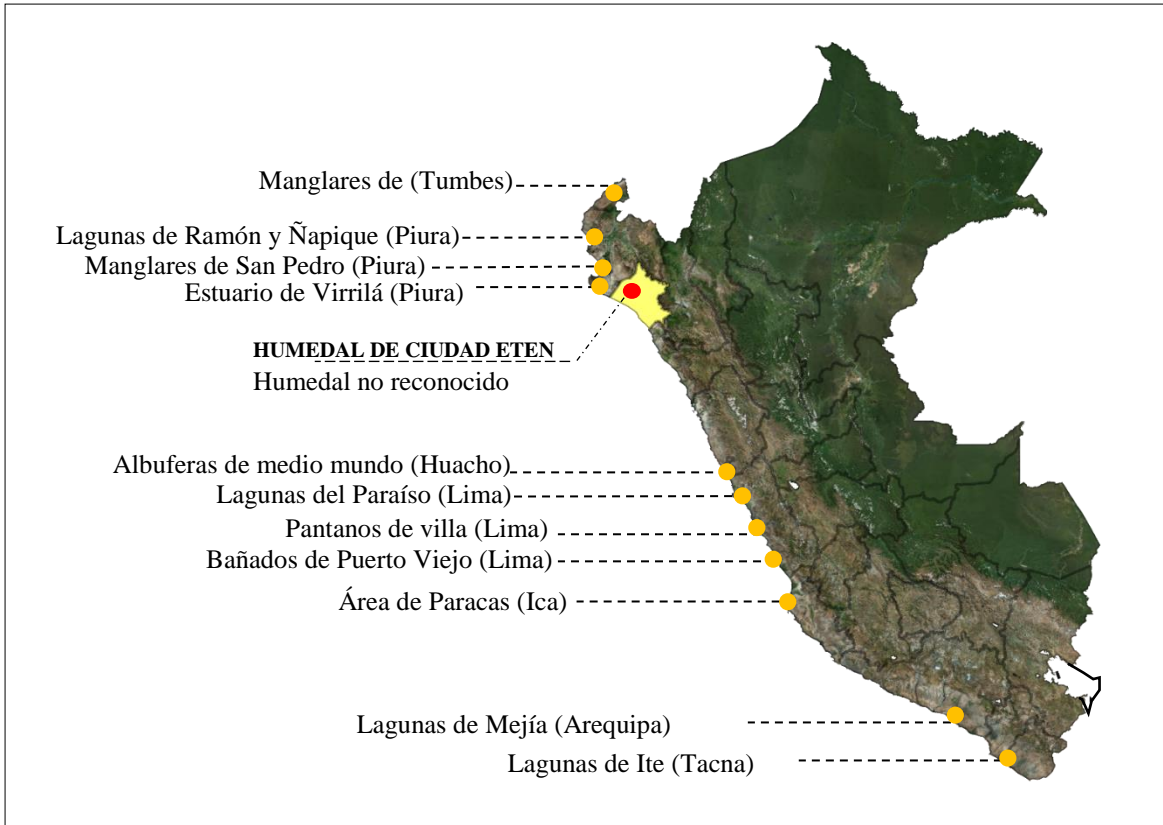 Manglares de (Tumbes)
Lagunas de Ramón y Ñapique (Piura)
Manglares de San Pedro (Piura)
Estuario de Virrilá (Piura)
HUMEDAL DE CIUDAD ETEN
Humedal no reconocido
Albuferas de medio mundo (Huacho)
Lagunas del Paraíso (Lima)
Pantanos de villa (Lima)
Bañados de Puerto Viejo (Lima)
Área de Paracas (Ica)
Lagunas de Mejía (Arequipa)
Lagunas de Ite (Tacna)